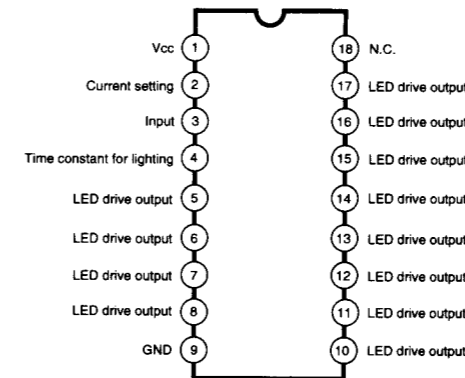 Vcc 1 18 N.C.
Current setting 2 17 LED drive output
Input 3 16 LED drive output
Time constant for lighting 4 15 LED drive output
LED drive output 5 14 LED drive output
LED drive output 6 13 LED drive output
LED drive output 7 12 LED drive output
LED drive output 8 11 LED drive output
GND 9 10 LED drive output